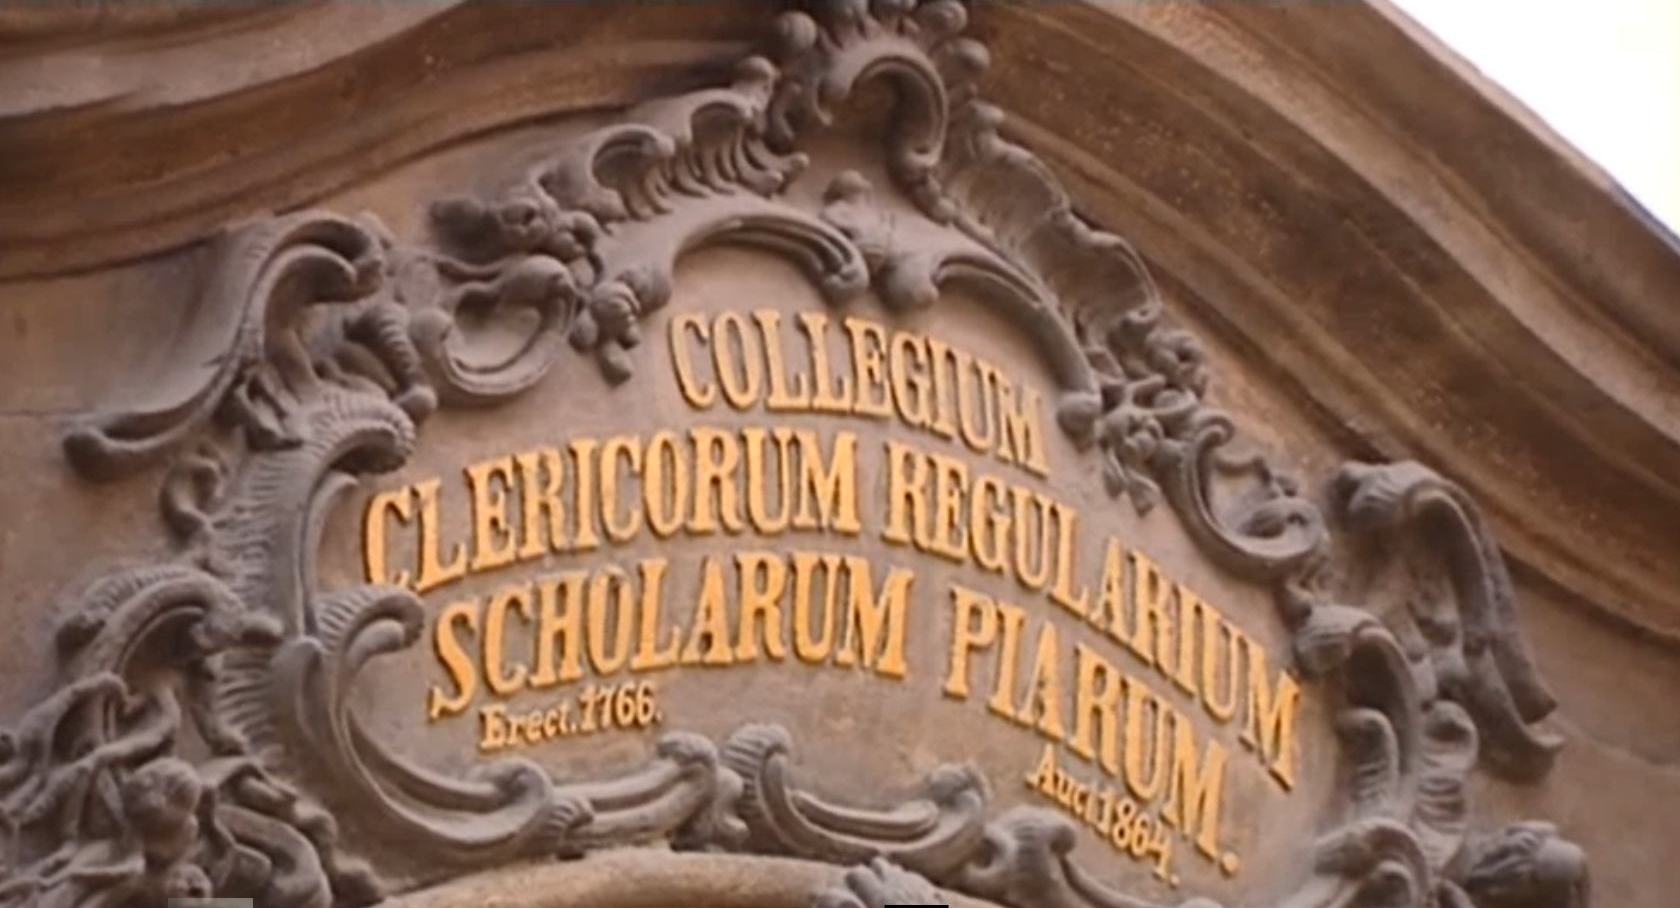 COLLEGIUM
CLERICORUM REGULARIUM
SCHOLARUM PIARUM.
Erect. 1766.
Auct 1864.